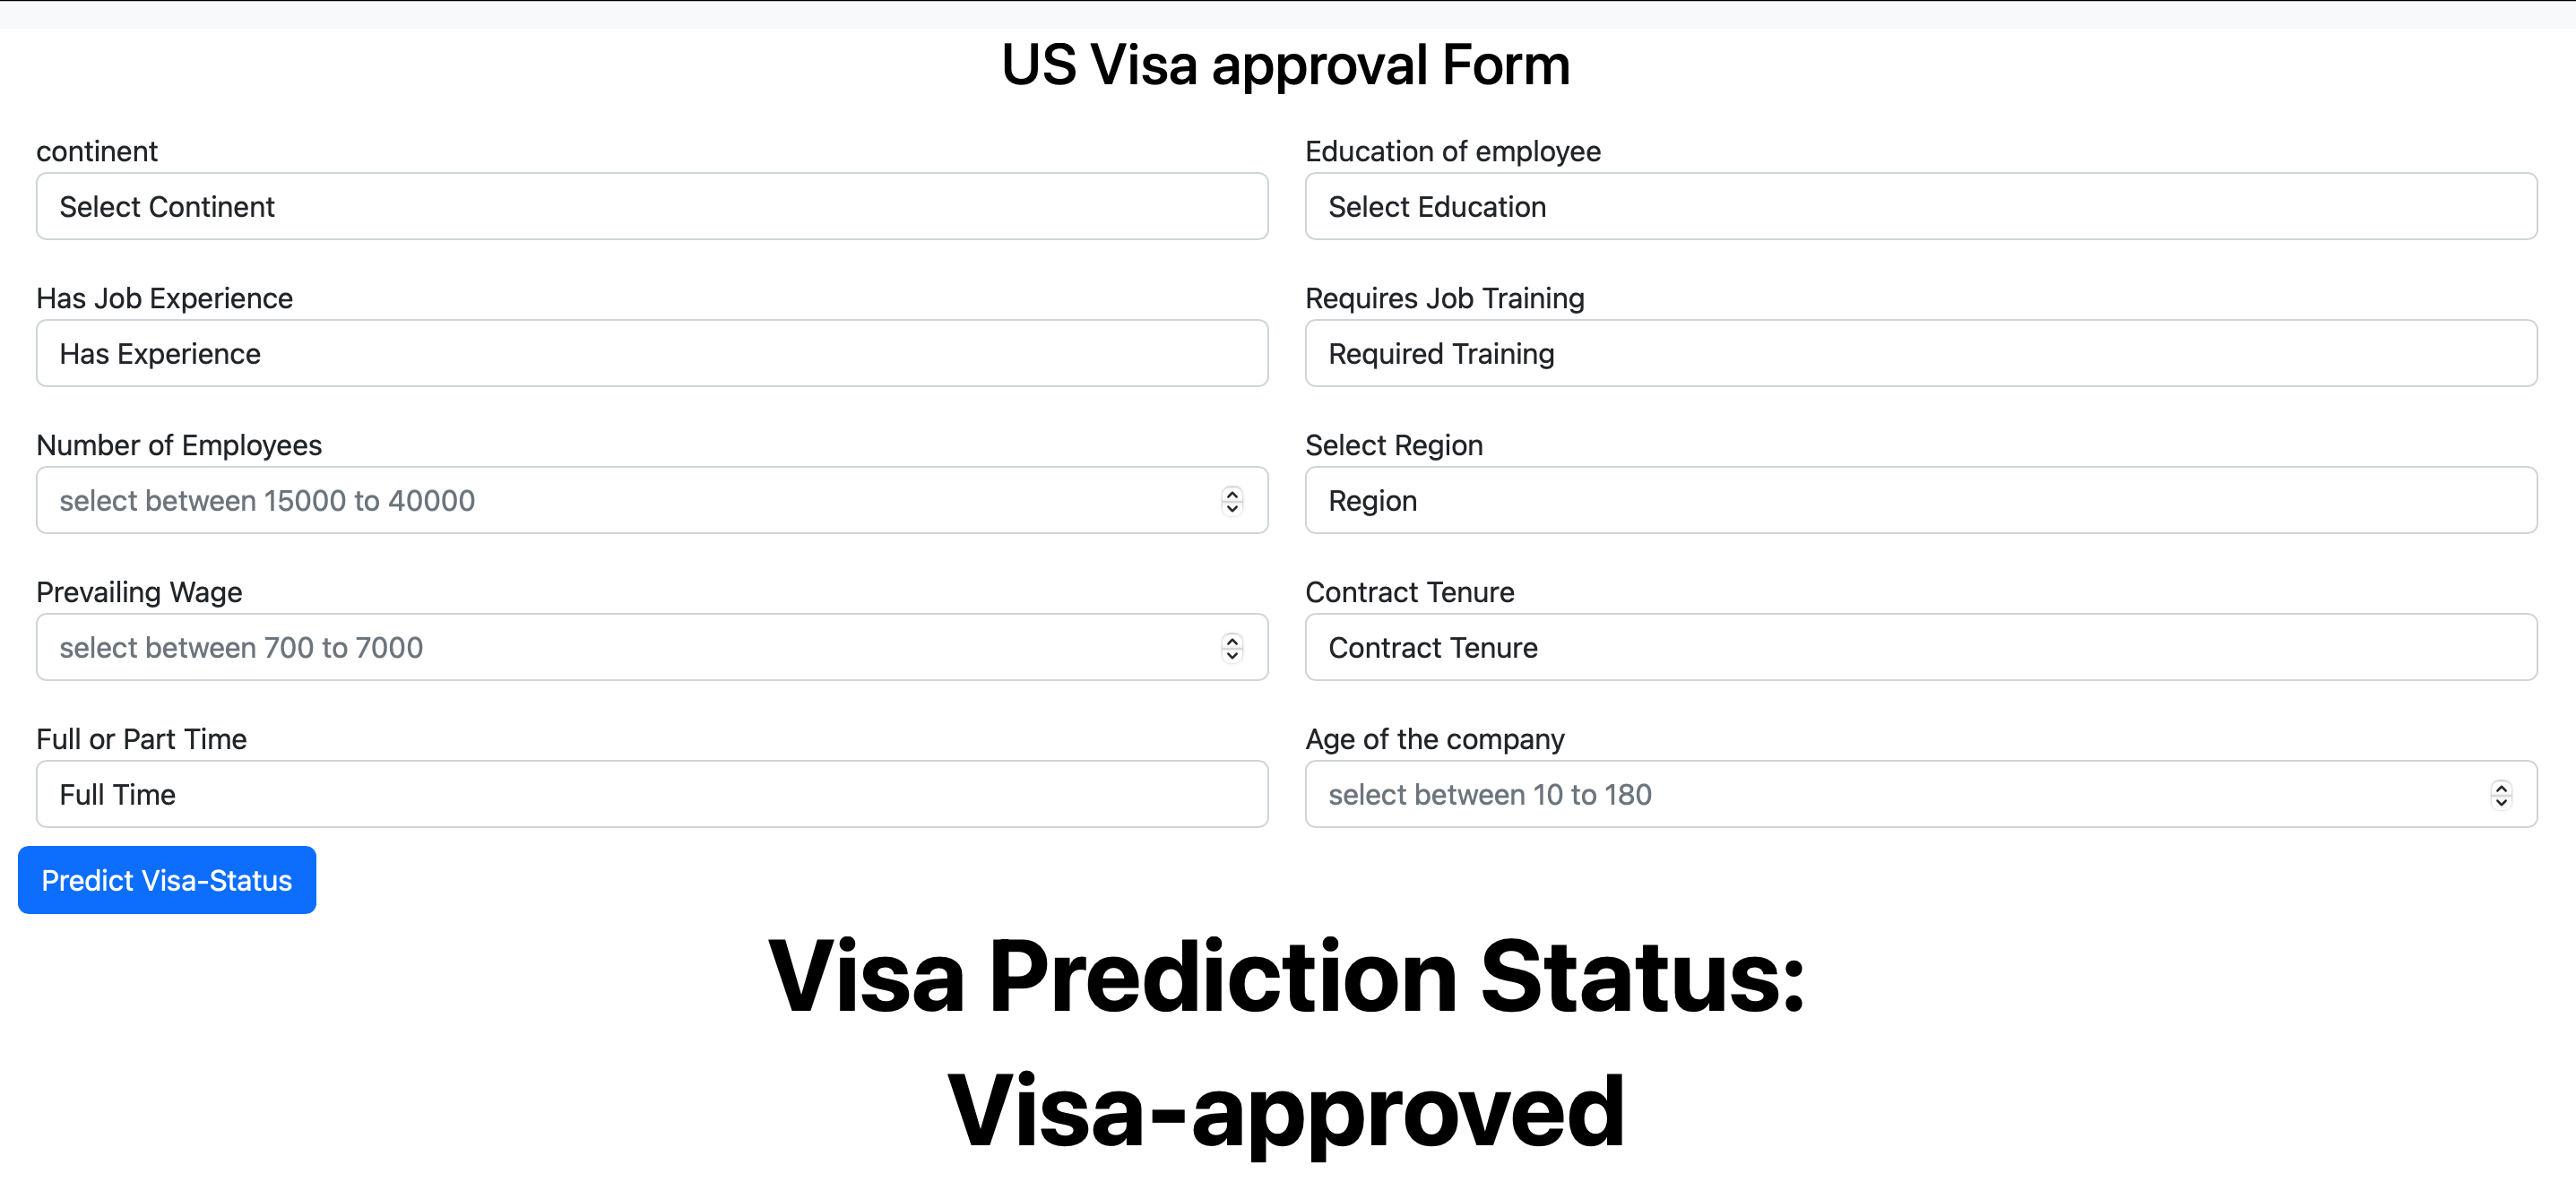 US Visa approval Form
continent
Education of employee
Select Continent
Select Education
Has Job Experience
Requires Job Training
Has Experience
Required Training
Number of Employees
Select Region
select between 15000 to 40000
Region
Prevailing Wage
Contract Tenure
select between 700 to 7000
Contract Tenure
Full or Part Time
Age of the company
Full Time
select between 10 to 180
Predict Visa-Status
Visa Prediction Status:
Visa-approved